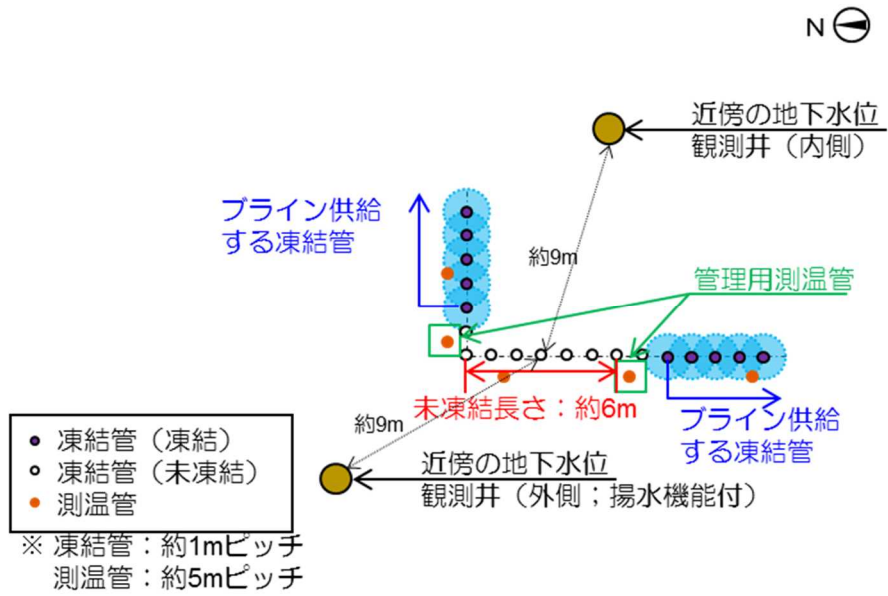 N
近傍の地下水位
観測井（内側）
ブライン供給
する凍結管
約9m
管理用測温管
未凍結長さ：約6m
約9m
ブライン供給
する凍結管
近傍の地下水位
観測井（外側；揚水機能付）
凍結管（凍結）
凍結管（未凍結）
測温管
※ 凍結管：約1mピッチ
測温管：約5mピッチ